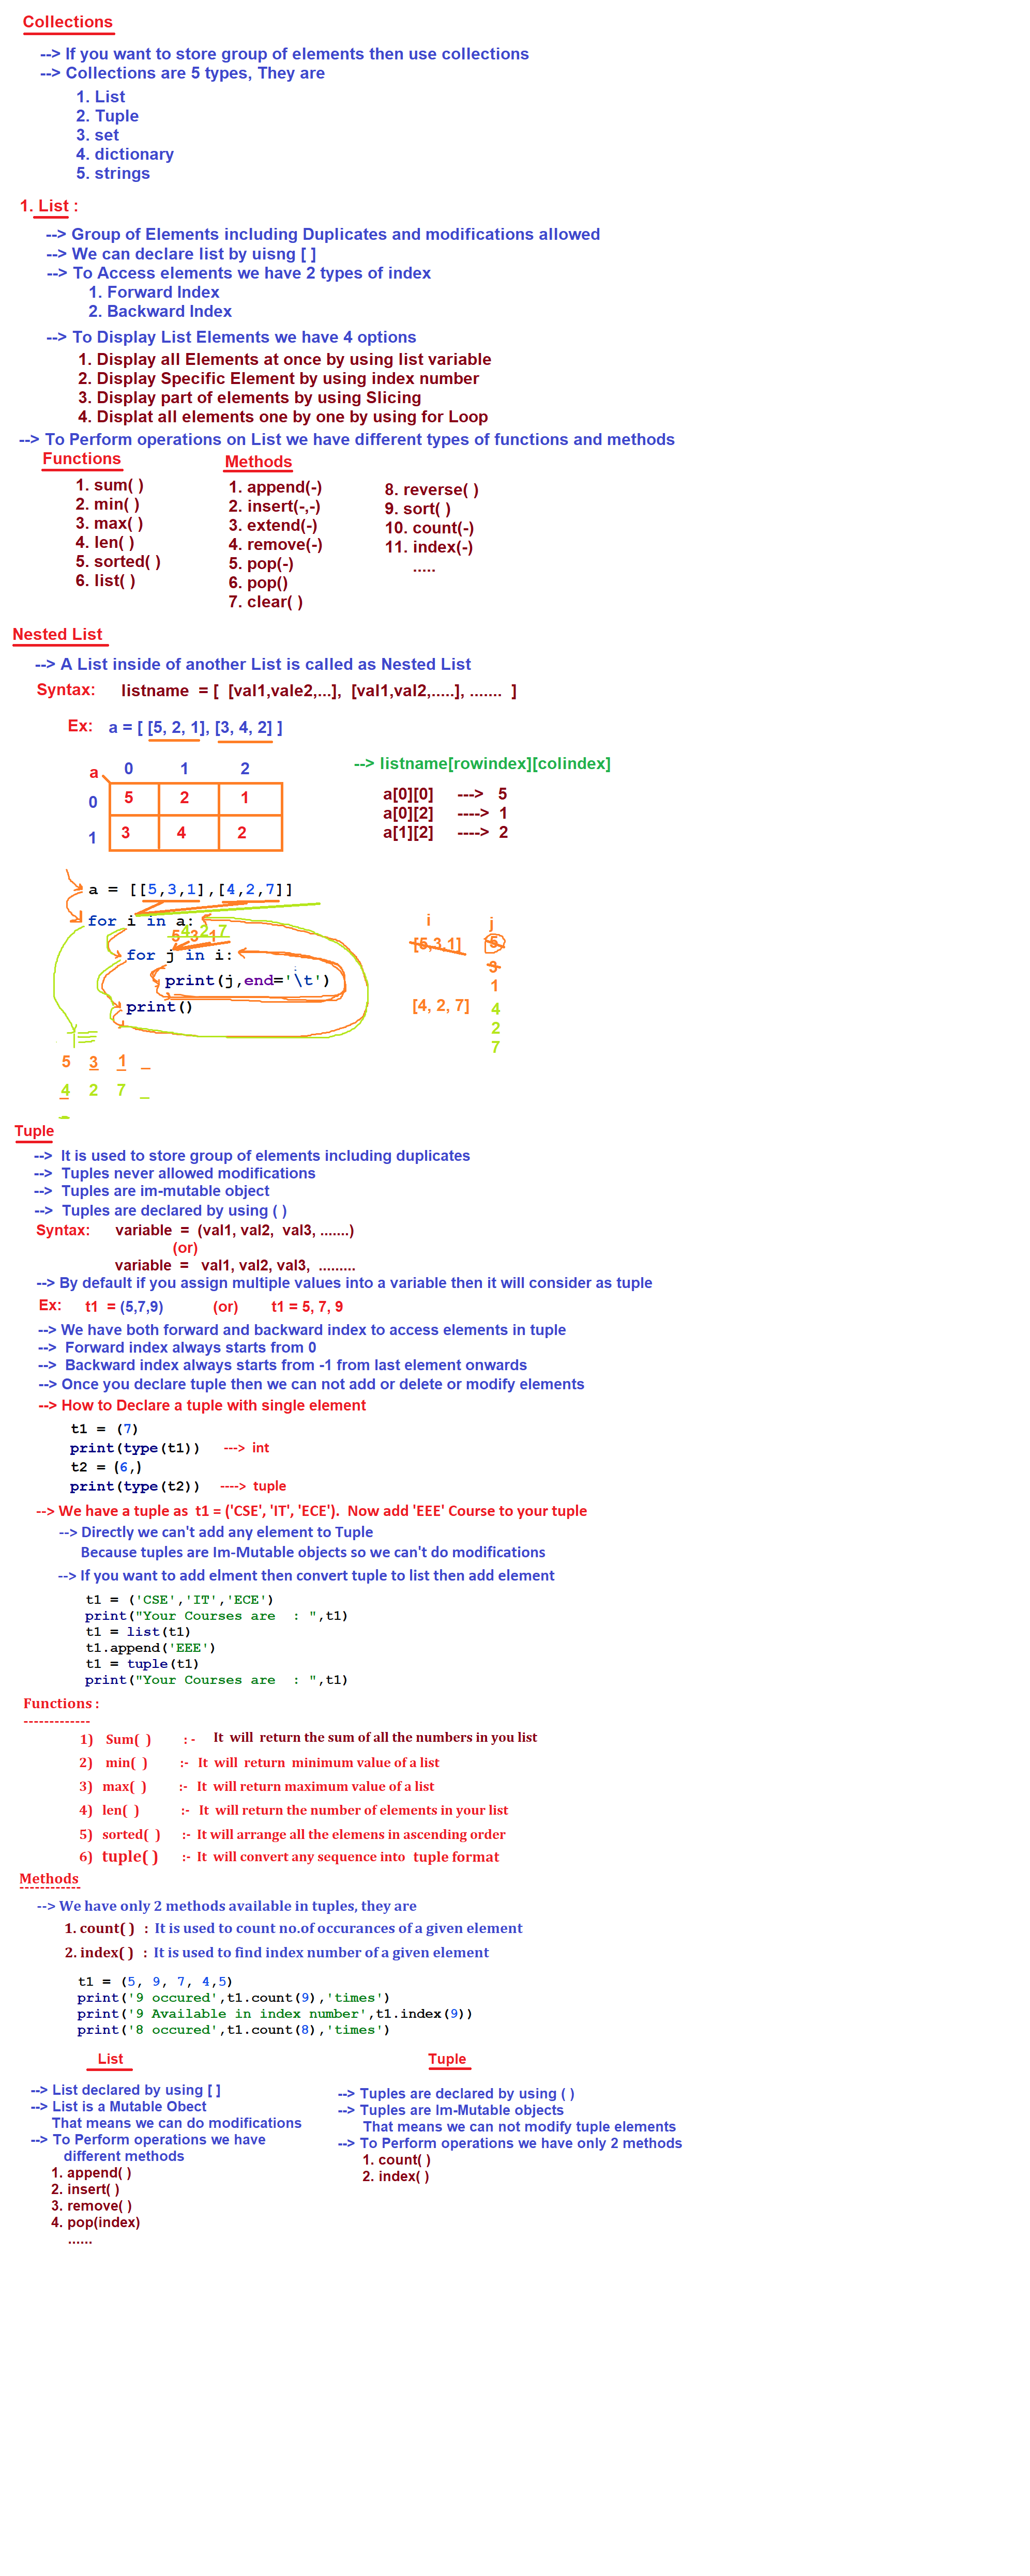 Collections
--> If you want to store group of elements then use collections
--> Collections are 5 types, They are
1. List
2. Tuple
3. set
4. dictionary
5. strings
1. List :
--> Group of Elements including Duplicates and modifications allowed
--> We can declare list by uisng [ ]
--> To Access elements we have 2 types of index
1. Forward Index
2. Backward Index
--> To Display List Elements we have 4 options
1. Display all Elements at once by using list variable
2. Display Specific Element by using index number
3. Display part of elements by using Slicing
4. Displat all elements one by one by using for Loop
--> To Perform operations on List we have different types of functions and methods
Functions
1. sum( )
2. min( )
3. max( )
4. len( )
5. sorted( )
6. list( )
Methods
1. append(-)
2. insert(-,-)
3. extend(-)
4. remove(-)
5. pop(-)
6. pop()
7. clear( )
8. reverse( )
9. sort( )
10. count(-)
11. index(-)
.....
Nested List
--> A List inside of another List is called as Nested List
Syntax: listname = [ [val1,vale2,...], [val1,val2,.....], ....... ]
Ex: a = [ [5, 2, 1], [3, 4, 2] ]
a 0 1 2
0 5 2 1
1 3 4 2
--> listname[rowindex][colindex]
a[0][0] ---> 5
a[0][2] ----> 1
a[1][2] ----> 2
a = [[5,3,1],[4,2,7]]
for i in a:
5 3 1
4 2 7
for j in i:
print(j,end='\t')
print()
i j
[5,3,1] 5
3
1
[4, 2, 7] 4
2
7
5 3 1 _
4 2 7 _
Tuple
--> It is used to store group of elements including duplicates
--> Tuples never allowed modifications
--> Tuples are im-mutable object
--> Tuples are declared by using ( )
Syntax: variable = (val1, val2, val3, .......)
(or)
variable = val1, val2, val3, .........
--> By default if you assign multiple values into a variable then it will consider as tuple
Ex: t1 = (5,7,9) (or) t1 = 5, 7, 9
--> We have both forward and backward index to access elements in tuple
--> Forward index always starts from 0
--> Backward index always starts from -1 from last element onwards
--> Once you declare tuple then we can not add or delete or modify elements
--> How to Declare a tuple with single element
t1 = (7)
print(type(t1)) ---> int
t2 = (6,)
print(type(t2)) ----> tuple
--> We have a tuple as t1 = ('CSE', 'IT', 'ECE'). Now add 'EEE' Course to your tuple
--> Directly we can't add any element to Tuple
Because tuples are Im-Mutable objects so we can't do modifications
--> If you want to add elment then convert tuple to list then add element
t1 = ('CSE','IT','ECE')
print("Your Courses are  : ",t1)
t1 = list(t1)
t1.append('EEE')
t1 = tuple(t1)
print("Your Courses are  : ",t1)
Functions :
-------------
1) Sum( ) : - It will return the sum of all the numbers in you list
2) min( ) :- It will return minimum value of a list
3) max( ) :- It will return maximum value of a list
4) len( ) :- It will return the number of elements in your list
5) sorted( ) :- It will arrange all the elemens in ascending order
6) tuple( ) :- It will convert any sequence into tuple format
Methods
------------
--> We have only 2 methods available in tuples, they are
1. count( ) : It is used to count no.of occurances of a given element
2. index( ) : It is used to find index number of a given element
t1 = (5, 9, 7, 4,5)
print('9 occured',t1.count(9),'times')
print('9 Available in index number',t1.index(9))
print('8 occured',t1.count(8),'times')
List
--> List declared by using [ ]
--> List is a Mutable Obect
That means we can do modifications
--> To Perform operations we have
different methods
1. append( )
2. insert( )
3. remove( )
4. pop(index)
......
Tuple
--> Tuples are declared by using ( )
--> Tuples are Im-Mutable objects
That means we can not modify tuple elements
--> To Perform operations we have only 2 methods
1. count( )
2. index( )